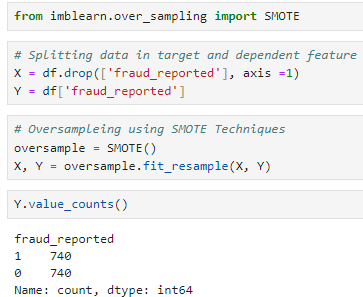 from imblearn.over_sampling import SMOTE
# Splitting data in target and dependent feature
X = df.drop(['fraud_reported'], axis =1)
Y = df['fraud_reported']
# Oversampleing using SMOTE Techniques
oversample = SMOTE()
X, Y = oversample.fit_resample(X, Y)
Y.value_counts()
fraud_reported
1    740
0    740
Name: count, dtype: int64